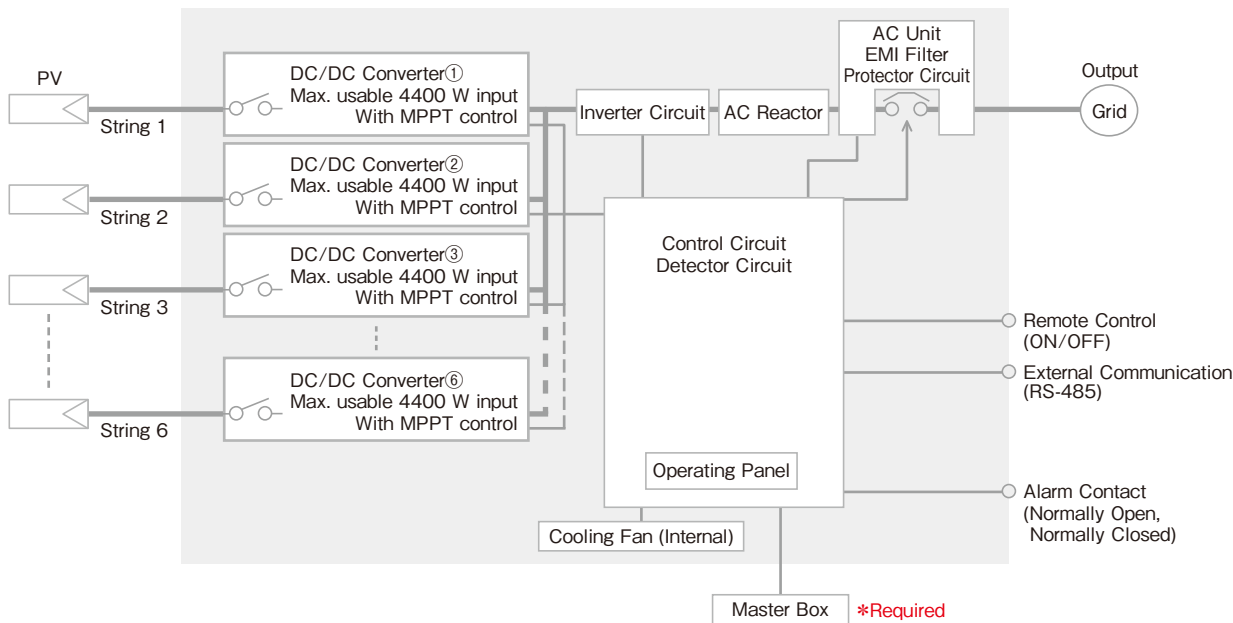 PV
String 1
String 2
String 3
String 6
DC/DC Converter①
Max. usable 4400 W input
With MPPT control
DC/DC Converter②
Max. usable 4400 W input
With MPPT control
DC/DC Converter③
Max. usable 4400 W input
With MPPT control
DC/DC Converter⑥
Max. usable 4400 W input
With MPPT control
Inverter Circuit
AC Reactor
AC Unit
EMI Filter
Protector Circuit
Output
Grid
Control Circuit
Detector Circuit
Operating Panel
Cooling Fan (Internal)
Master Box
*Required
Remote Control
(ON/OFF)
External Communication
(RS-485)
Alarm Contact
(Normally Open,
Normally Closed)